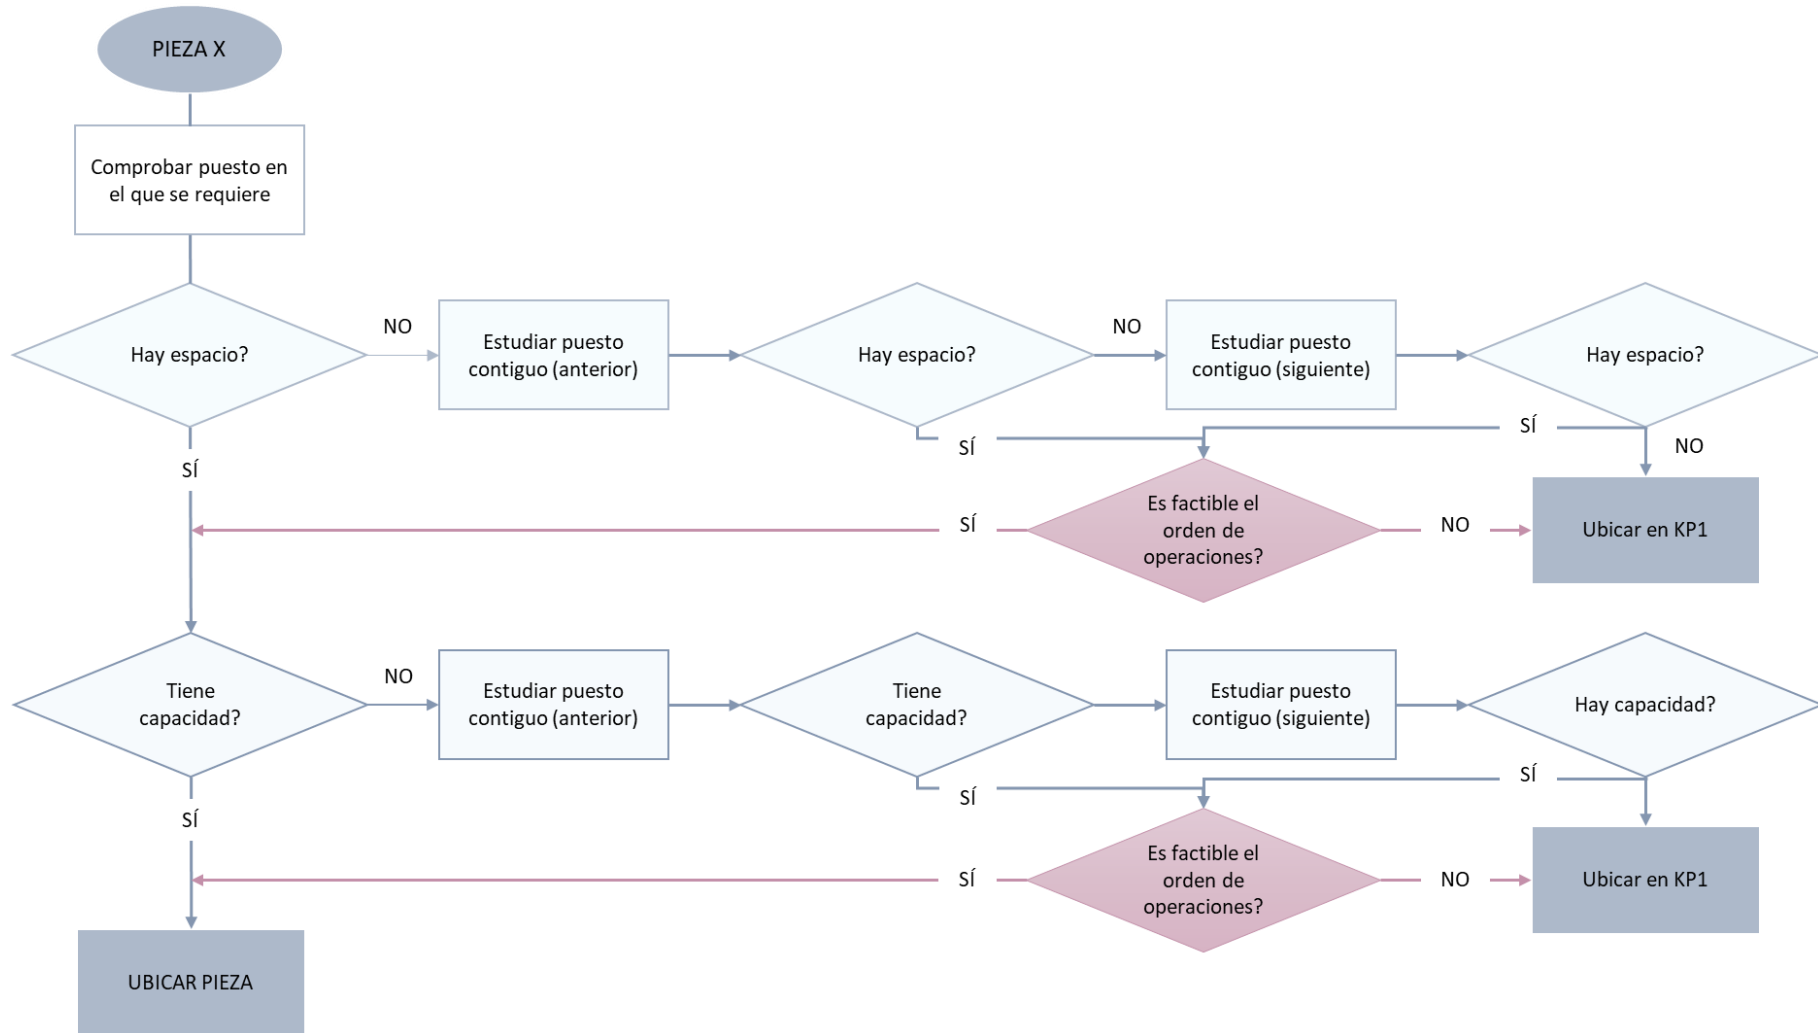 PIEZA X
Comprobar puesto en
el que se requiere
Hay espacio?
NO
Estudiar puesto
contiguo (anterior)
Hay espacio?
NO
Estudiar puesto
contiguo (siguiente)
Hay espacio?
SÍ
SÍ
SÍ
NO
Es factible el
orden de
operaciones?
SÍ
NO
Ubicar en KP1
Tiene
capacidad?
NO
Estudiar puesto
contiguo (anterior)
Tiene
capacidad?
Estudiar puesto
contiguo (siguiente)
Hay capacidad?
SÍ
SÍ
SÍ
Es factible el
orden de
operaciones?
SÍ
NO
Ubicar en KP1
UBICAR PIEZA